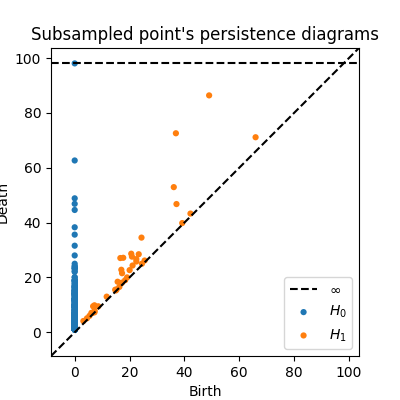 Subsampled point's persistence diagrams
100
80
60
40
20
0
Death
0 20 40 60 80 100
Birth
∞
H₀
H₁